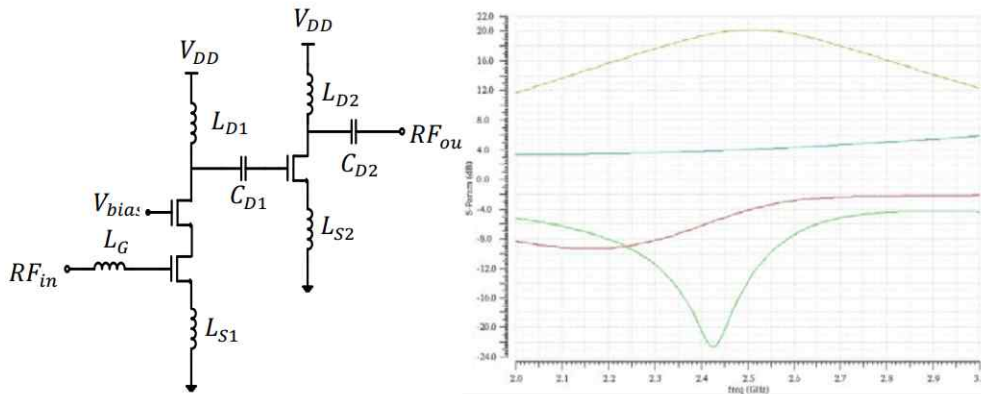 V_DD
V_DD
L_D1
L_D2
C_D1
C_D2
RF_ou
V_bias
L_G
L_S2
RF_in
L_S1
22.0
20.0
16.0
12.0
8.0
4.0
0.0
-4.0
-8.0
-12.0
-16.0
-20.0
-24.0
S-Param (dB)
2.0 2.1 2.2 2.3 2.4 2.5 2.6 2.7 2.8 2.9 3.
freq (GHz)